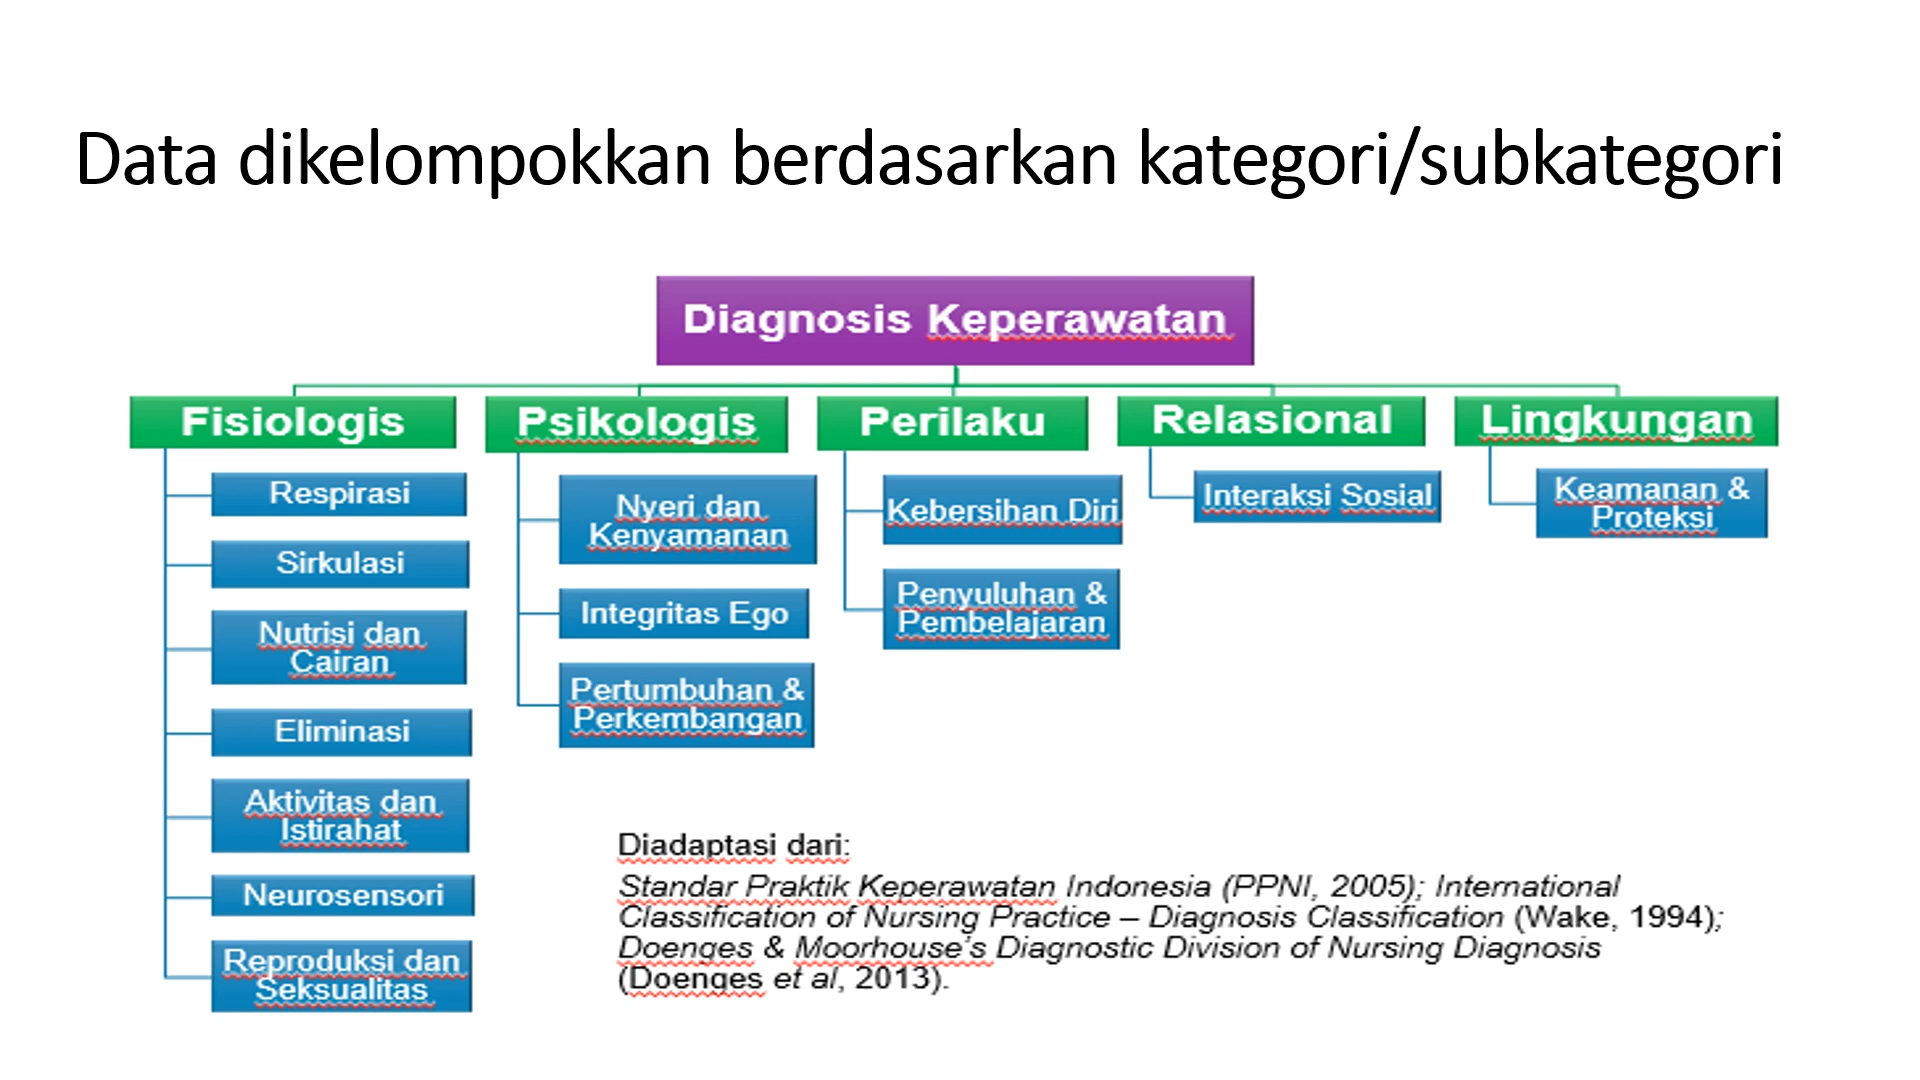 Data dikelompokkan berdasarkan kategori/subkategori
Diagnosis Keperawatan
Fisiologis
Respirasi
Sirkulasi
Nutrisi dan
Cairan
Eliminasi
Aktivitas dan
Istirahat
Neurosensori
Reproduksi dan
Seksualitas
Psikologis
Nyeri dan
Kenyamanan
Integritas Ego
Pertumbuhan &
Perkembangan
Perilaku
Kebersihan Diri
Penyuluhan &
Pembelajaran
Relasional
Interaksi Sosial
Lingkungan
Keamanan &
Proteksi
Diadaptasi dari:
Standar Praktik Keperawatan Indonesia (PPNI, 2005); International
Classification of Nursing Practice – Diagnosis Classification (Wake, 1994);
Doenges & Moorhouse's Diagnostic Division of Nursing Diagnosis
(Doenges et al, 2013).